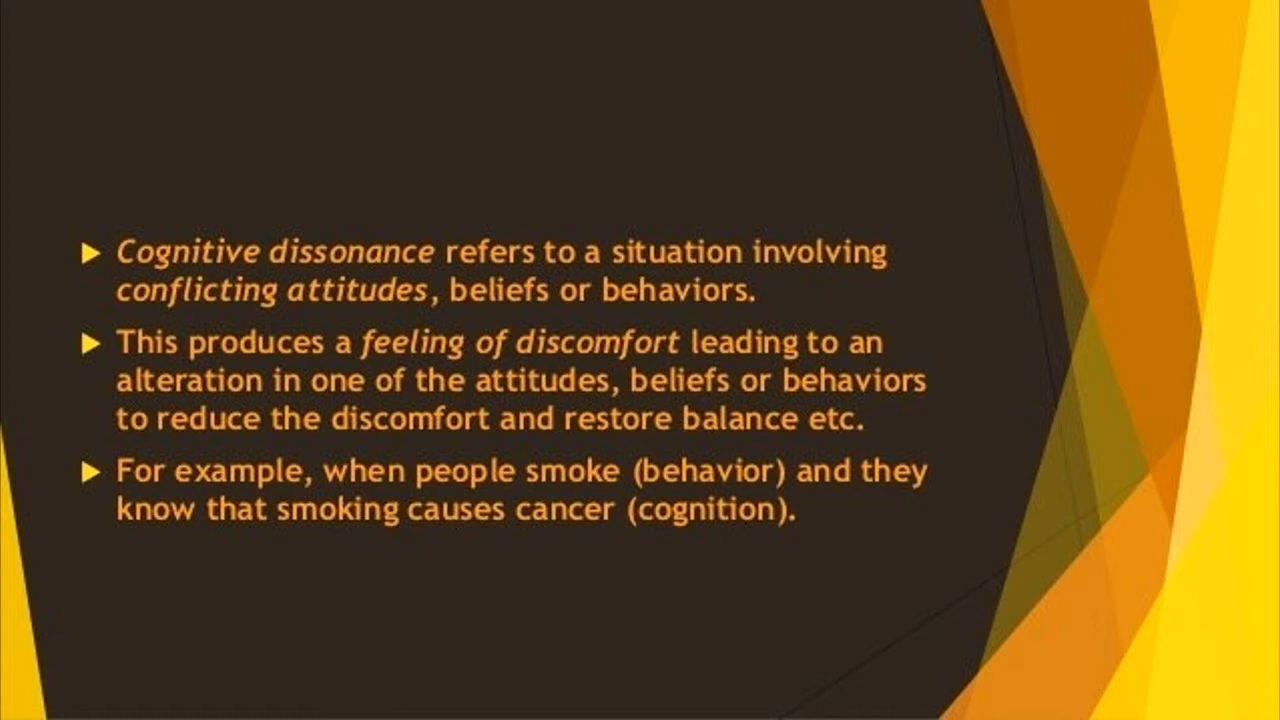 Cognitive dissonance refers to a situation involving
conflicting attitudes, beliefs or behaviors.
This produces a feeling of discomfort leading to an
alteration in one of the attitudes, beliefs or behaviors
to reduce the discomfort and restore balance etc.
For example, when people smoke (behavior) and they
know that smoking causes cancer (cognition).